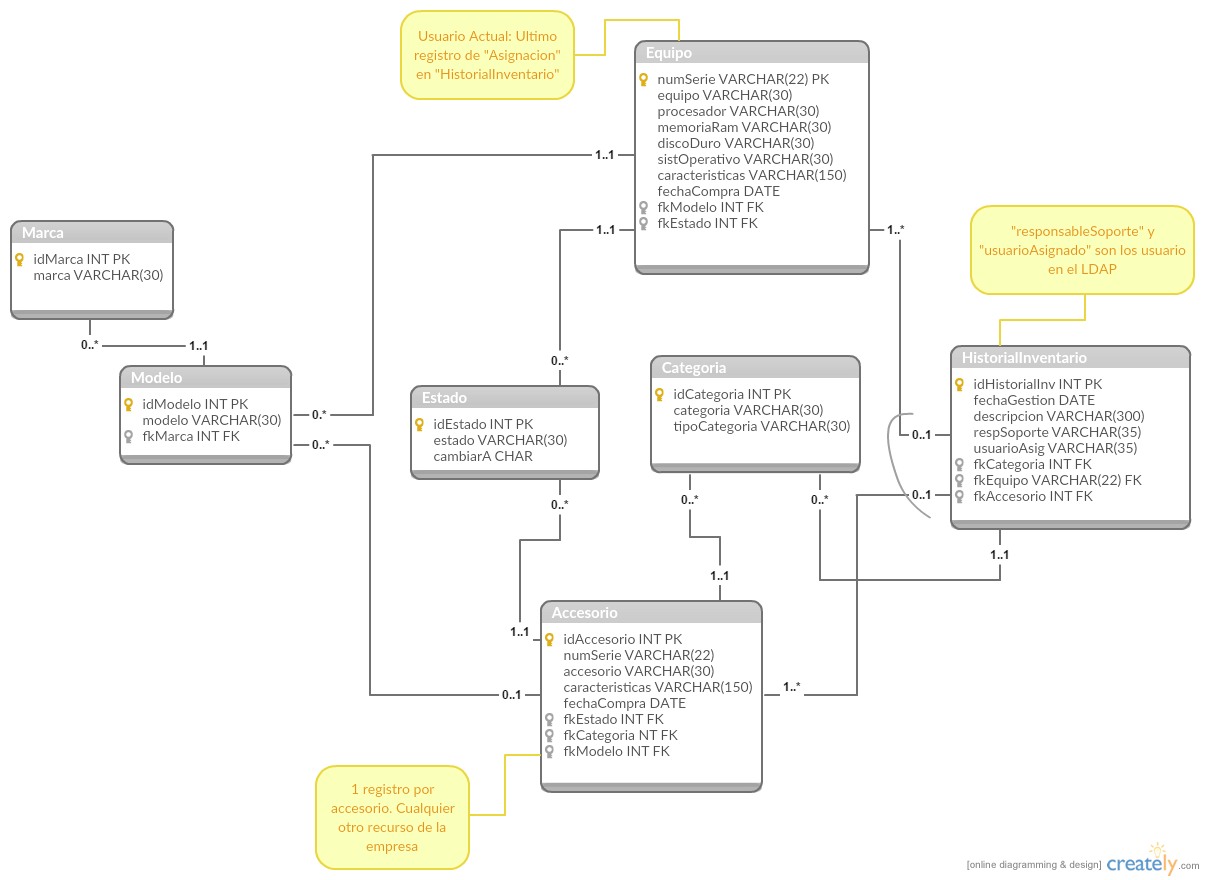 Usuario Actual: Ultimo
registro de "Asignacion"
en "HistorialInventario"
Equipo
numSerie VARCHAR(22) PK
equipo VARCHAR(30)
procesador VARCHAR(30)
memoriaRam VARCHAR(30)
discoDuro VARCHAR(30)
sistOperativo VARCHAR(30)
caracteristicas VARCHAR(150)
fechaCompra DATE
fkModelo INT FK
fkEstado INT FK
1..1
1..1
1..*
Marca
idMarca INT PK
marca VARCHAR(30)
0..*
1..1
"responsableSoporte" y
"usuarioAsignado" son los usuario
en el LDAP
Modelo
idModelo INT PK
modelo VARCHAR(30)
fkMarca INT FK
0.*
0..*
0..*
Estado
idEstado INT PK
estado VARCHAR(30)
cambiarA CHAR
0..*
Categoria
idCategoria INT PK
categoria VARCHAR(30)
tipoCategoria VARCHAR(30)
0..*
0..*
HistorialInventario
idHistorialInv INT PK
fechaGestion DATE
descripcion VARCHAR(300)
respSoporte VARCHAR(35)
usuarioAsig VARCHAR(35)
fkCategoria INT FK
fkEquipo VARCHAR(22) FK
fkAccesorio INT FK
0..1
0..1
1..1
1..1
1..1
0..1
1..*
Accesorio
idAccesorio INT PK
numSerie VARCHAR(22)
accesorio VARCHAR(30)
caracteristicas VARCHAR(150)
fechaCompra DATE
fkEstado INT FK
fkCategoria NT FK
fkModelo INT FK
1 registro por
accesorio. Cualquier
otro recurso de la
empresa
[online diagramming & design] creately.com